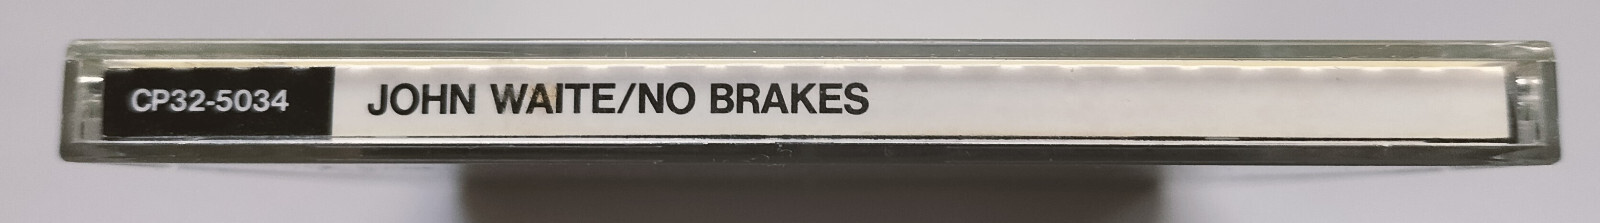 CP32-5034 JOHN WAITE/NO BRAKES